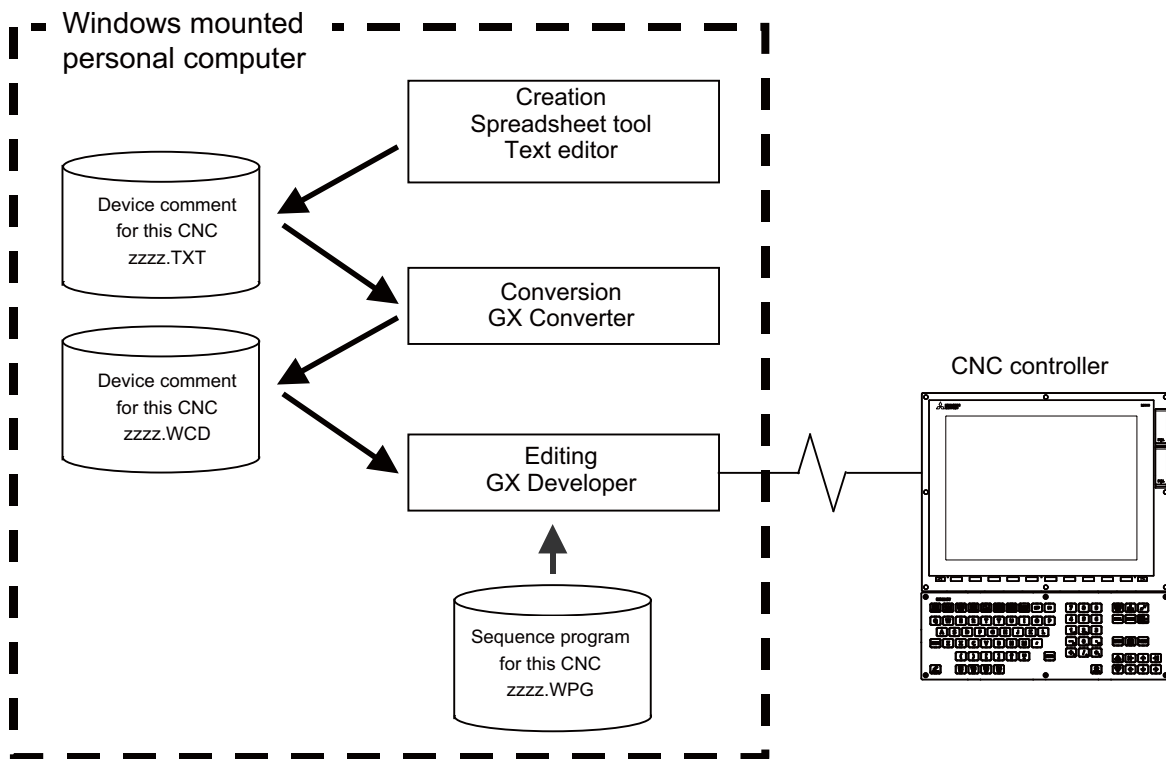 Windows mounted
personal computer
Creation
Spreadsheet tool
Text editor
Device comment
for this CNC
zzzz.TXT
Conversion
GX Converter
Device comment
for this CNC
zzzz.WCD
Editing
GX Developer
Sequence program
for this CNC
zzzz.WPG
CNC controller